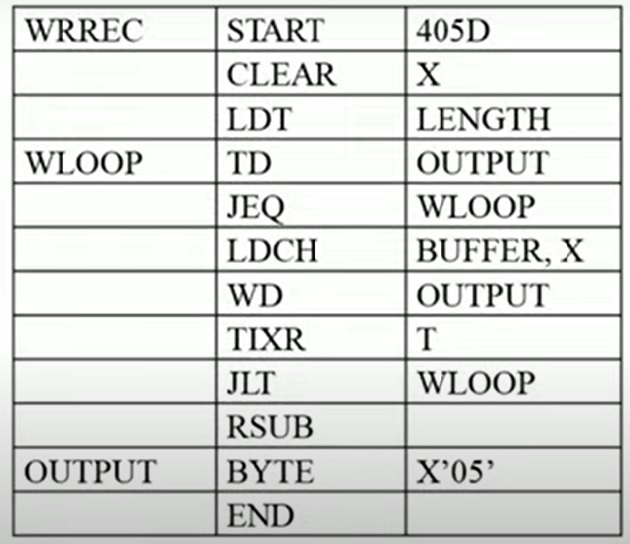 WRREC START 405D
CLEAR X
LDT LENGTH
WLOOP TD OUTPUT
JEQ WLOOP
LDCH BUFFER, X
WD OUTPUT
TIXR T
JLT WLOOP
RSUB
OUTPUT BYTE X’05’
END